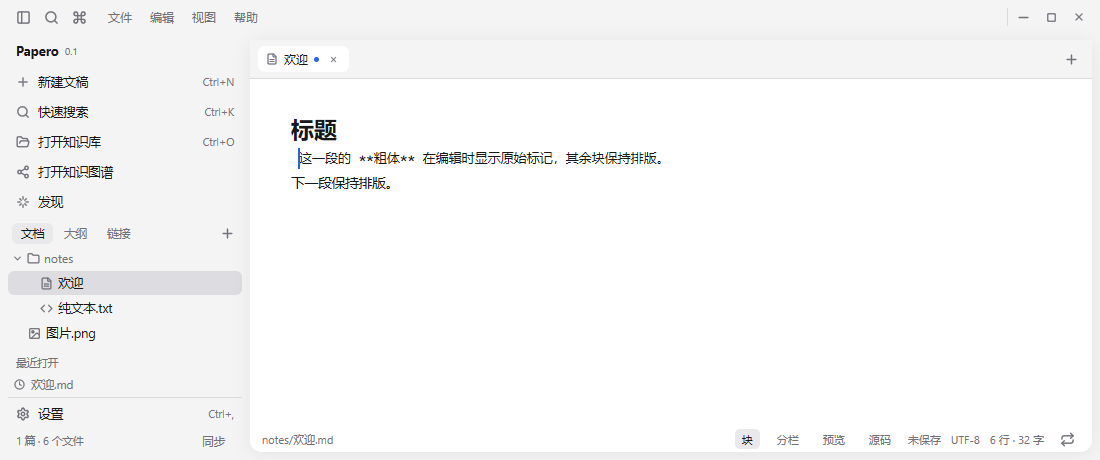 文件 编辑 视图 帮助
Papero 0.1
新建文稿 Ctrl+N
快速搜索 Ctrl+K
打开知识库 Ctrl+O
打开知识图谱
发现
文档 大纲 链接
notes
欢迎
纯文本.txt
图片.png
最近打开
欢迎.md
设置 Ctrl+,
1 篇 · 6 个文件 同步
欢迎
标题
这一段的 **粗体** 在编辑时显示原始标记，其余块保持排版。
下一段保持排版。
notes/欢迎.md 块 分栏 预览 源码 未保存 UTF-8 6 行 · 32 字